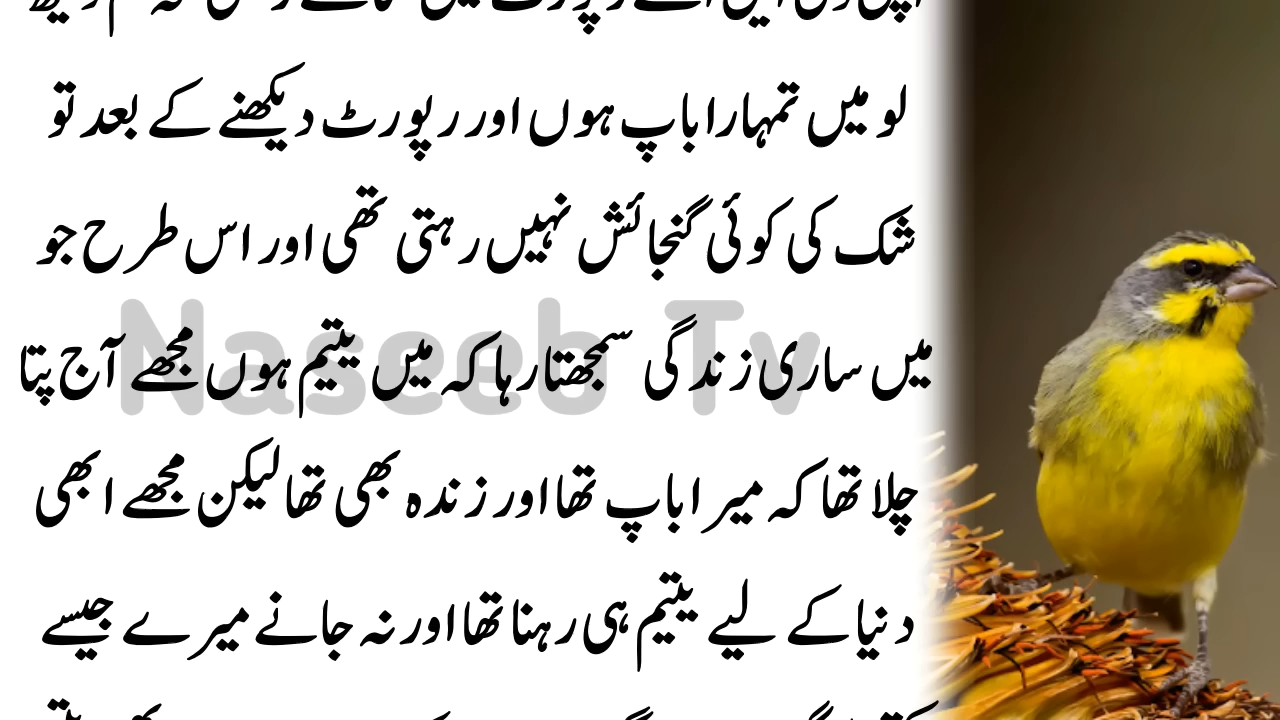 لو میں تمہارا باپ ہوں اور رپورٹ دیکھنے کے بعد تو
شک کی کوئی گنجائش نہیں رہتی تھی اور اس طرح جو
میں ساری زندگی سمجھتا رہا کہ میں یتیم ہوں مجھے آج پتا
Naseeb Tv
چلا تھا کہ میرا باپ تھا اور زندہ بھی تھا لیکن مجھے ابھی
دنیا کے لیے یتیم ہی رہنا تھا اور نہ جانے میرے جیسے